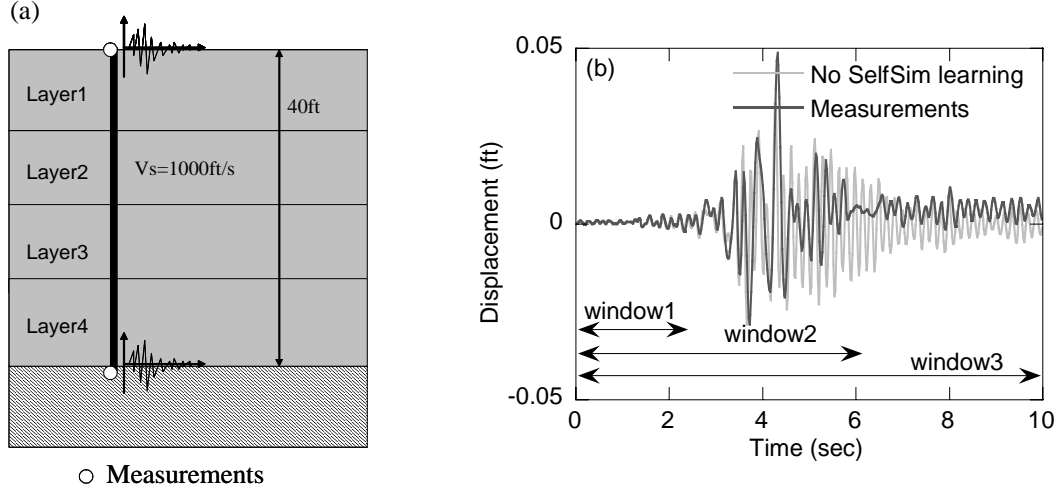 (a)
Layer1
Layer2
Layer3
Layer4
40ft
Vs=1000ft/s
Measurements
(b)
No SelfSim learning
Measurements
Displacement (ft)
0.05
0
-0.05
window1
window2
window3
0 2 4 6 8 10
Time (sec)